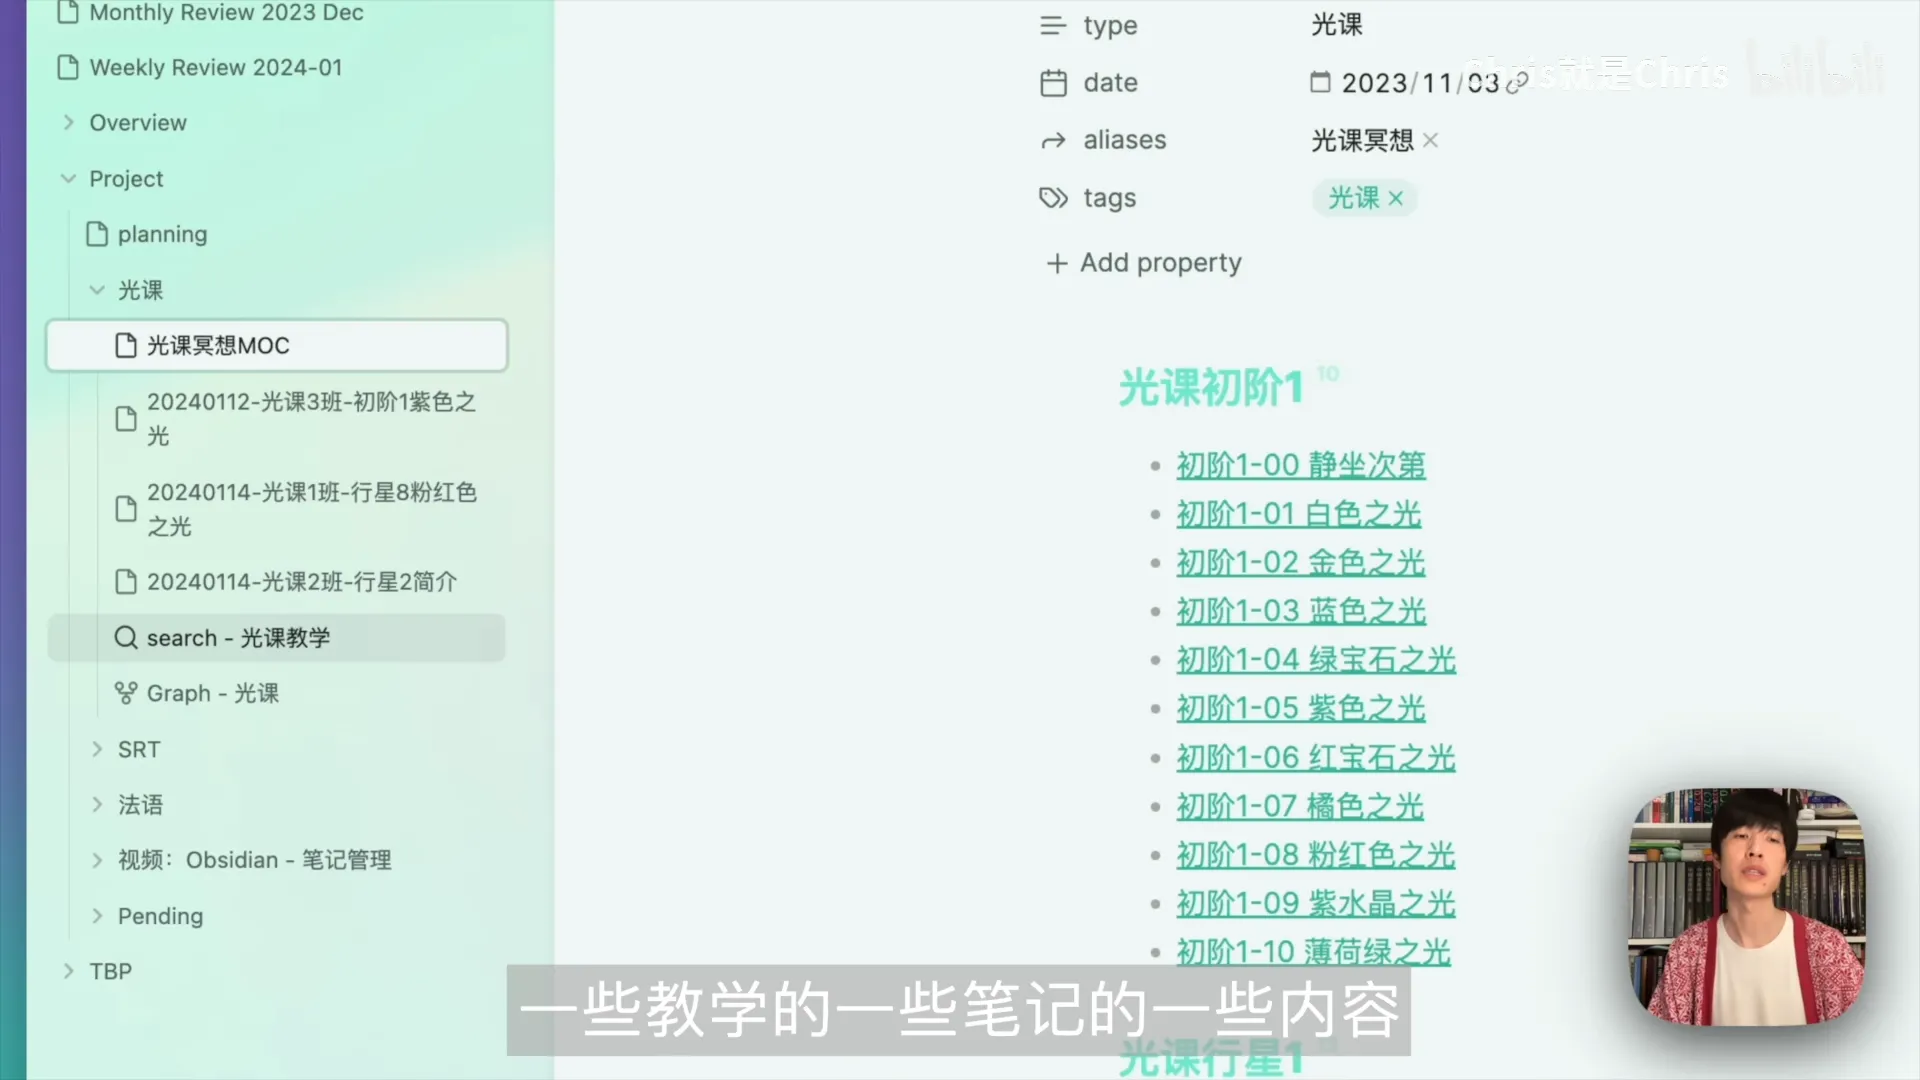 Monthly Review 2023 Dec
Weekly Review 2024-01
Overview
Project
planning
光课
光课冥想MOC
20240112-光课3班-初阶1紫色之
光
20240114-光课1班-行星8粉红色
之光
20240114-光课2班-行星2简介
search - 光课教学
Graph - 光课
SRT
法语
视频：Obsidian - 笔记管理
Pending
TBP
type 光课
date 2023/11/03
Chris就是Chris bilibili
aliases 光课冥想
tags 光课
Add property
光课初阶1 10
初阶1-00 静坐次第
初阶1-01 白色之光
初阶1-02 金色之光
初阶1-03 蓝色之光
初阶1-04 绿宝石之光
初阶1-05 紫色之光
初阶1-06 红宝石之光
初阶1-07 橘色之光
初阶1-08 粉红色之光
初阶1-09 紫水晶之光
初阶1-10 薄荷绿之光
一些教学的一些笔记的一些内容
光课行星1